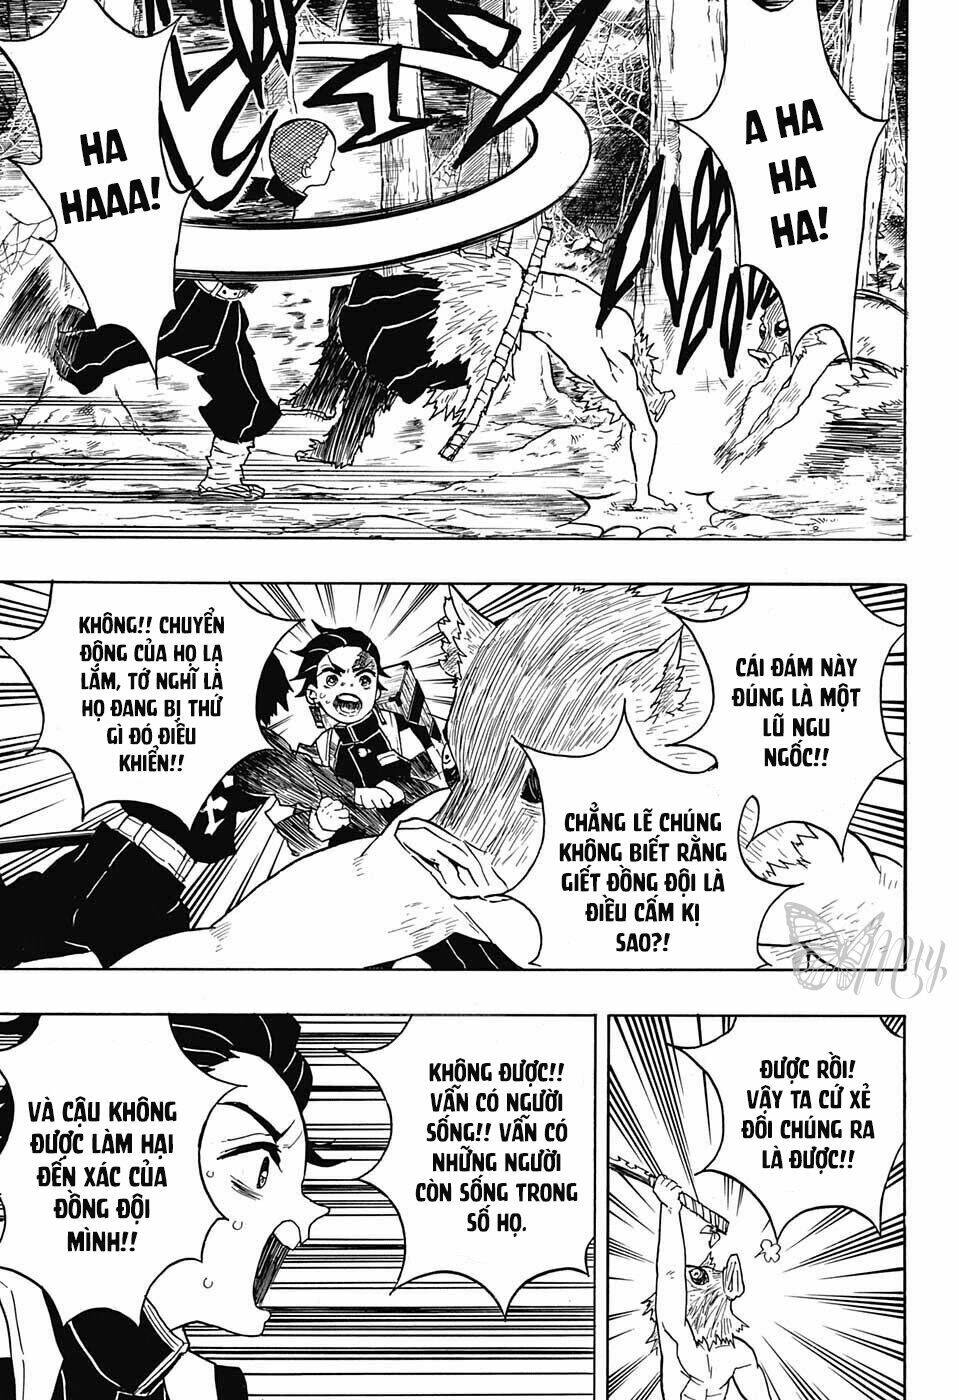 A HA
HA
HA!
HA
HAAA!
CÁI ĐÁM NÀY
ĐÚNG LÀ MỘT
LŨ NGU
NGỐC!!
CHẲNG LẼ CHÚNG
KHÔNG BIẾT RẰNG
GIẾT ĐỒNG ĐỘI LÀ
ĐIỀU CẤM KỊ
SAO?!
KHÔNG!! CHUYỂN
ĐỘNG CỦA HỌ LẠ
LẮM, TỚ NGHĨ LÀ
HỌ ĐANG BỊ THỨ
GÌ ĐÓ ĐIỀU
KHIỂN!!
ĐƯỢC RỒI!
VẬY TA CỨ XẺ
ĐÔI CHÚNG RA
LÀ ĐƯỢC!!
KHÔNG ĐƯỢC!!
VẪN CÓ NGƯỜI
SỐNG!! VẪN CÓ
NHỮNG NGƯỜI
CÒN SỐNG TRONG
SỐ HỌ.
VÀ CẬU KHÔNG
ĐƯỢC LÀM HẠI
ĐẾN XÁC CỦA
ĐỒNG ĐỘI
MÌNH!!